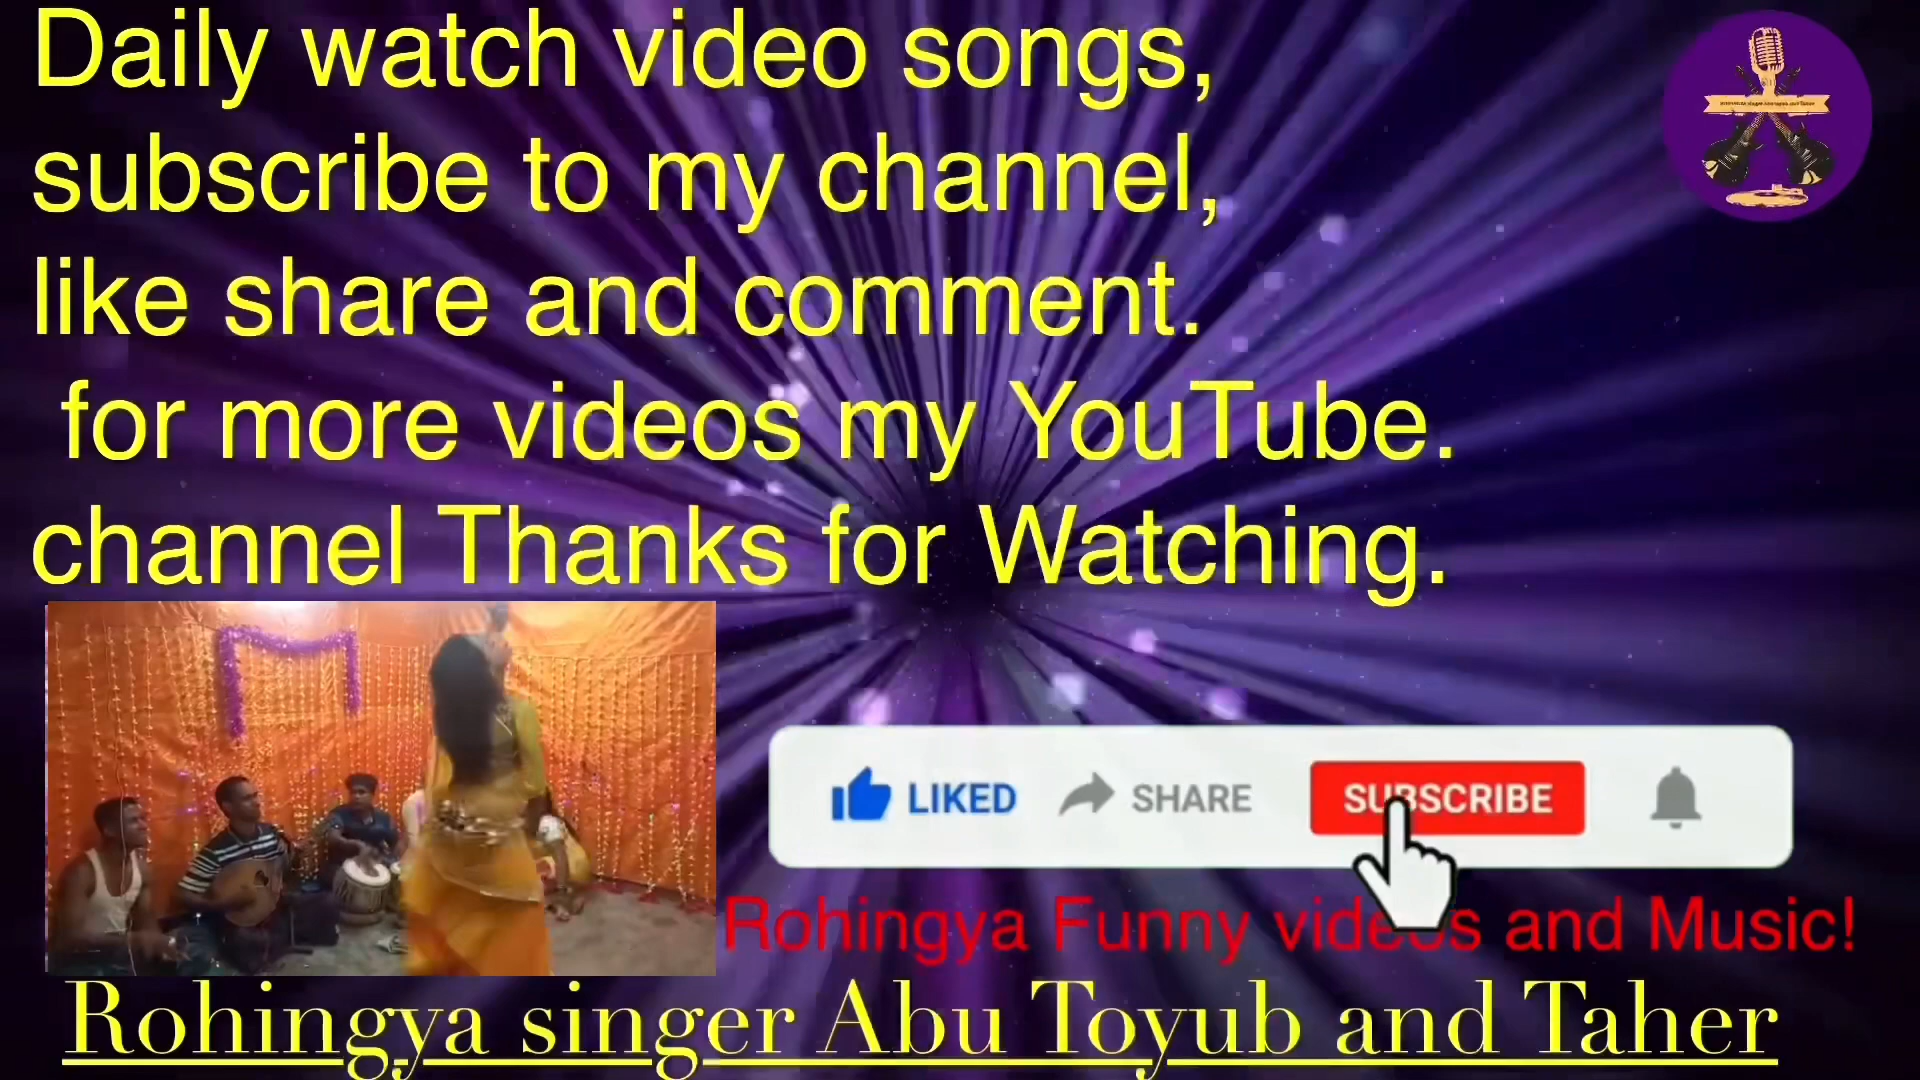 Daily watch video songs,
subscribe to my channel,
like share and comment.
for more videos my YouTube.
channel Thanks for Watching.
LIKED SHARE SUBSCRIBE
Rohingya Funny videos and Music!
Rohingya singer Abu Toyub and Taher